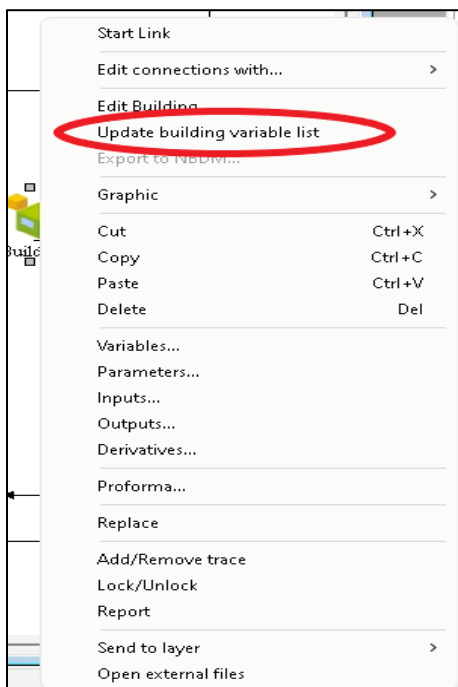 Start Link
Edit connections with... >
Edit Building
Update building variable list
Export to NBDM...
Graphic >
Cut Ctrl+X
Copy Ctrl+C
Paste Ctrl+V
Delete Del
Variables...
Parameters...
Inputs...
Outputs...
Derivatives...
Proforma...
Replace
Add/Remove trace
Lock/Unlock
Report
Send to layer >
Open external files